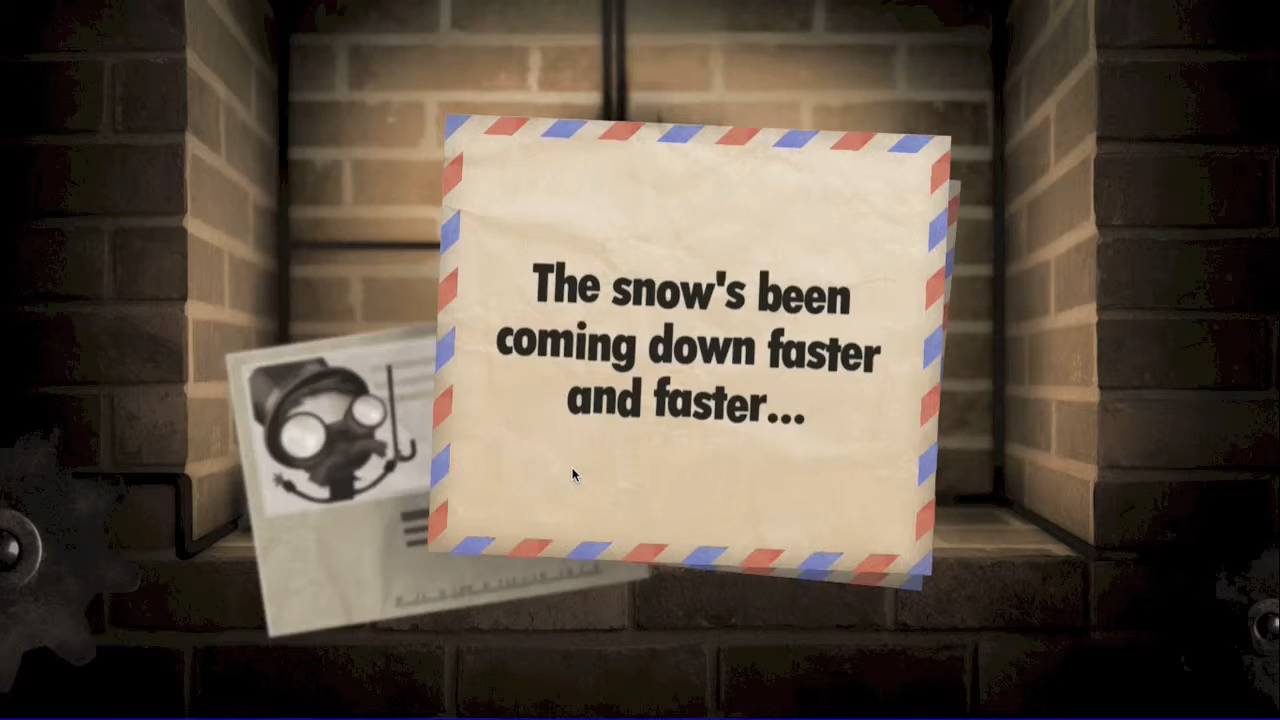 The snow's been
coming down faster
and faster...